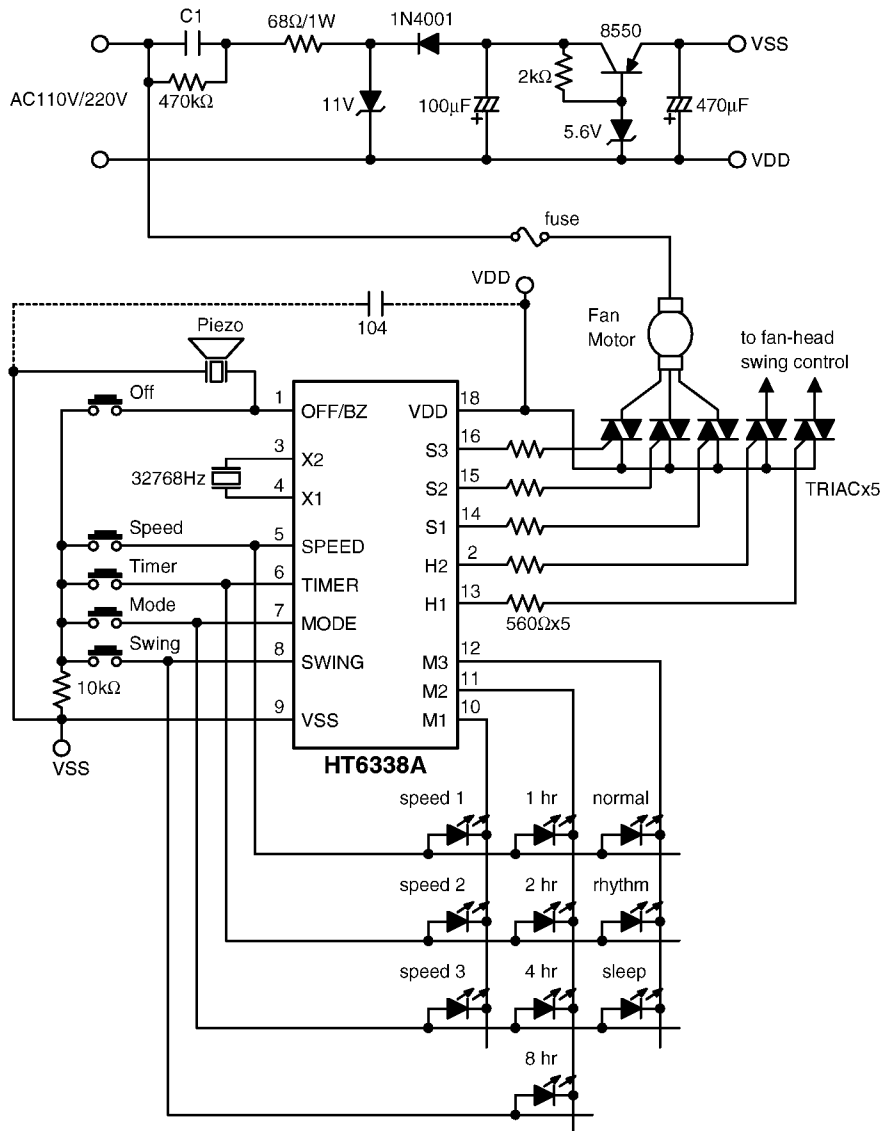 C1
68Ω/1W
1N4001
8550
VSS
470kΩ
2kΩ
AC110V/220V
11V
100μF
+
5.6V
470μF
+
VDD
fuse
VDD
104
Piezo
Fan
Motor
to fan-head
swing control
Off
1
OFF/BZ
VDD
18
3
X2
S3
16
32768Hz
4
X1
S2
15
TRIACx5
Speed
5
SPEED
S1
14
Timer
6
TIMER
H2
2
Mode
7
MODE
H1
13
560Ωx5
Swing
8
SWING
M3
12
10kΩ
M2
11
9
VSS
M1
10
VSS
HT6338A
speed 1
1 hr
normal
speed 2
2 hr
rhythm
speed 3
4 hr
sleep
8 hr